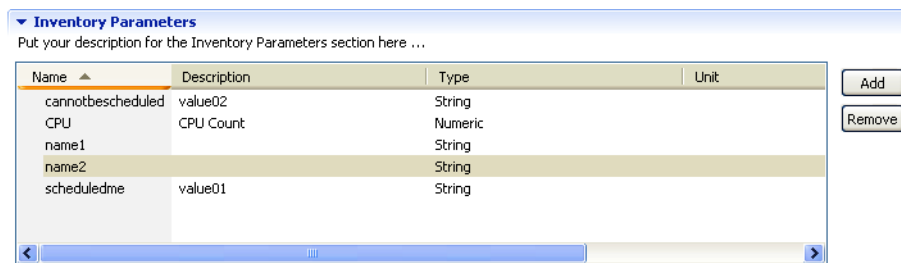 Inventory Parameters
Put your description for the Inventory Parameters section here ...
Name Description Type Unit
cannotbescheduled value02 String
CPU CPU Count Numeric
name1 String
name2 String
scheduledme value01 String
Add
Remove